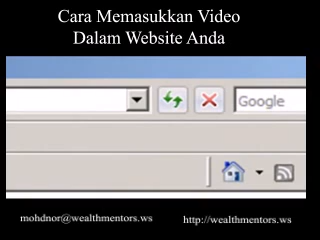 Cara Memasukkan Video
Dalam Website Anda
Google
mohdnor@wealthmentors.ws
http://wealthmentors.ws